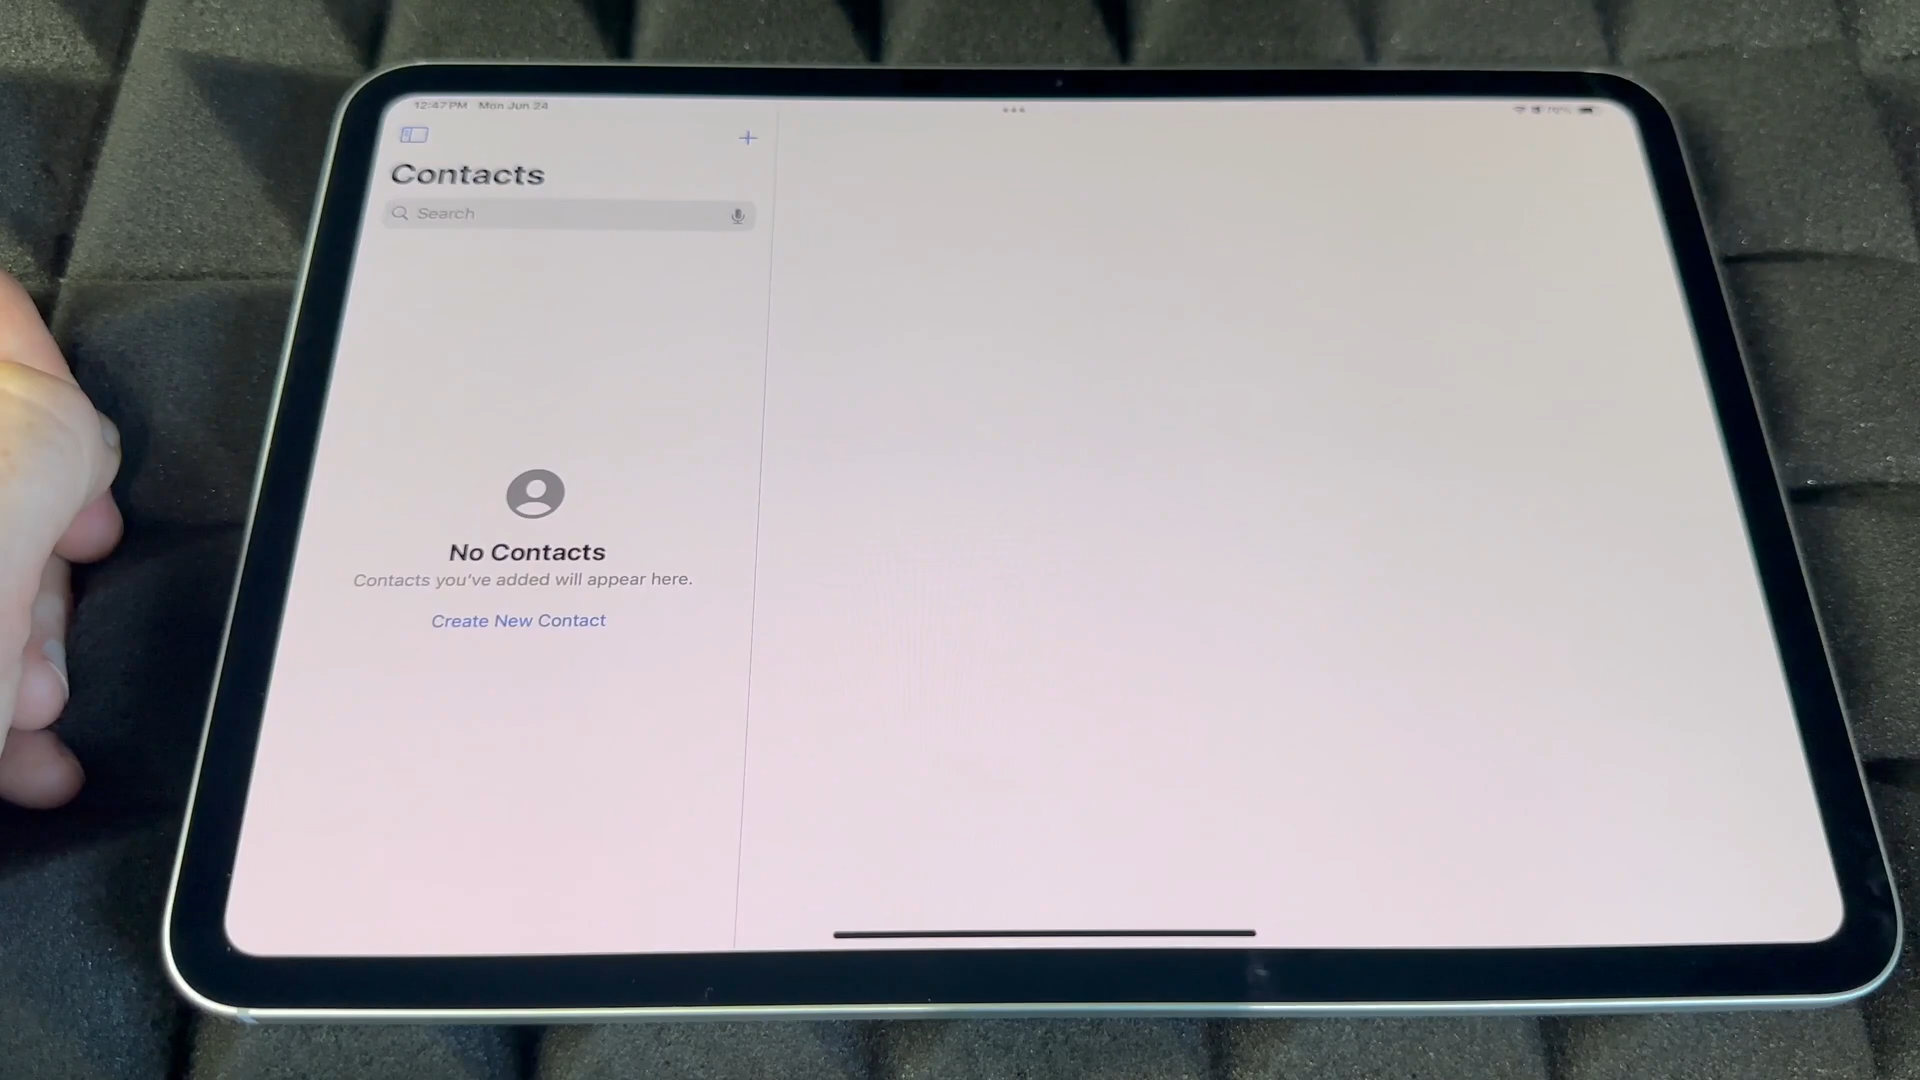 12:47 PM Mon Jun 24
Contacts
Search
No Contacts
Contacts you've added will appear here.
Create New Contact